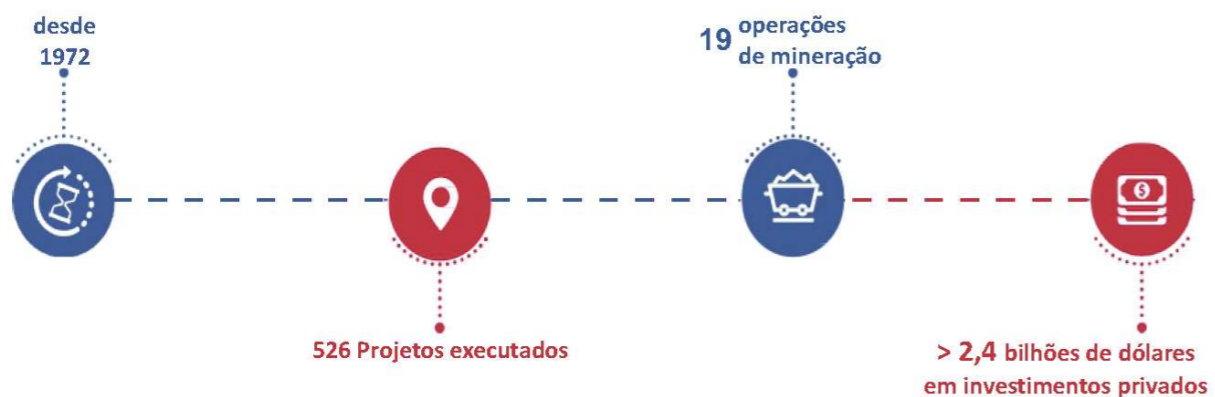 desde
1972
526 Projetos executados
19 operações
de mineração
> 2,4 bilhões de dólares
em investimentos privados